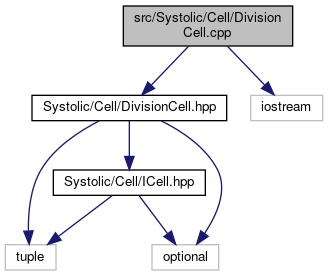 src/Systolic/Cell/Division
Cell.cpp
Systolic/Cell/DivisionCell.hpp
iostream
Systolic/Cell/ICell.hpp
tuple
optional